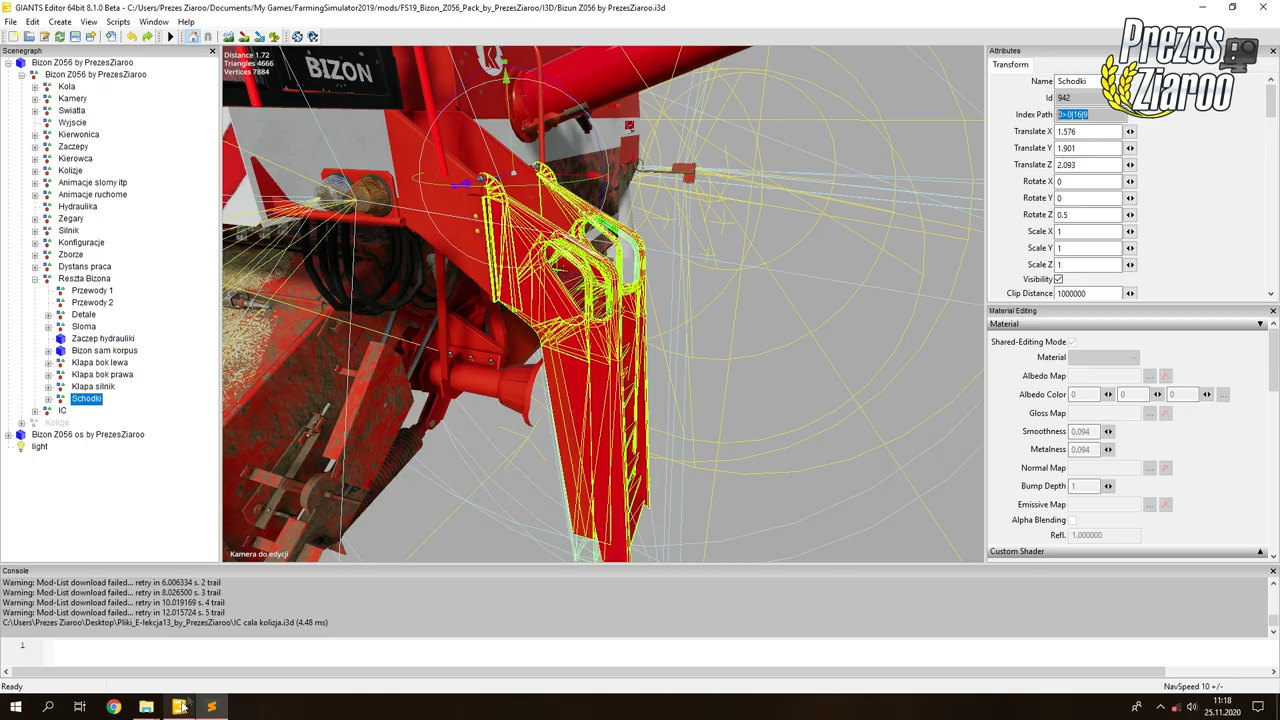 GIANTS Editor 64bit 8.1.0 Beta - C:/Users/Prezes Ziaroo/Documents/My Games/FarmingSimulator2019/mods/FS19_Bizon_Z056_Pack_by_PrezesZiaroo/I3D/Bizun Z056 by PrezesZiaroo.i3d
File Edit View Create Scripts Window Help
Scenegraph
Bizon Z056 by PrezesZiaroo
Bizon Z056 by PrezesZiaroo
Kola
Kamery
Swiatla
Wyjscie
Kierwonica
Zaczepy
Kierowca
Kolizje
Animacje slomy itp
Animacje ruchome
Hydraulika
Zegary
Silnik
Konfiguracje
Zborze
Dystans praca
Reszta Bizona
Przewody 1
Przewody 2
Detale
Sloma
Zaczep hydrauliki
Bizon sam korpus
Klapa bok lewa
Klapa bok prawa
Klapa silnik
Schodki
IC
Kolizje
Bizon Z056 os by PrezesZiaroo
light
Distance 1.72
Triangles 4666
Vertices 7884
BIZON
Kamera do edycji
Prezes
Ziaroo
Attributes
Transform
Name Schodki
Id 942
Index Path 0>0|16|9
Translate X 1.576
Translate Y 1.901
Translate Z 2.093
Rotate X 0
Rotate Y 0
Rotate Z 0.5
Scale X 1
Scale Y 1
Scale Z 1
Visibility
Clip Distance 1000000
Material Editing
Material
Shared-Editing Mode
Material
Albedo Map ...
Albedo Color 0 0 0 ...
Gloss Map ...
Smoothness 0.094
Metalness 0.094
Normal Map ...
Bump Depth 1
Emissive Map ...
Alpha Blending
Refl. 1.000000
Custom Shader
Console
Warning: Mod-List download failed... retry in 6.006334 s. 2 trail
Warning: Mod-List download failed... retry in 8.026500 s. 3 trail
Warning: Mod-List download failed... retry in 10.019169 s. 4 trail
Warning: Mod-List download failed... retry in 12.015724 s. 5 trail
C:\Users\Prezes Ziaroo\Desktop\Pliki_E-lekcja13_by_PrezesZiaroo\IC cala kolizja.i3d (4.48 ms)
1
Ready
NavSpeed 10 +/-
11:18
25.11.2020